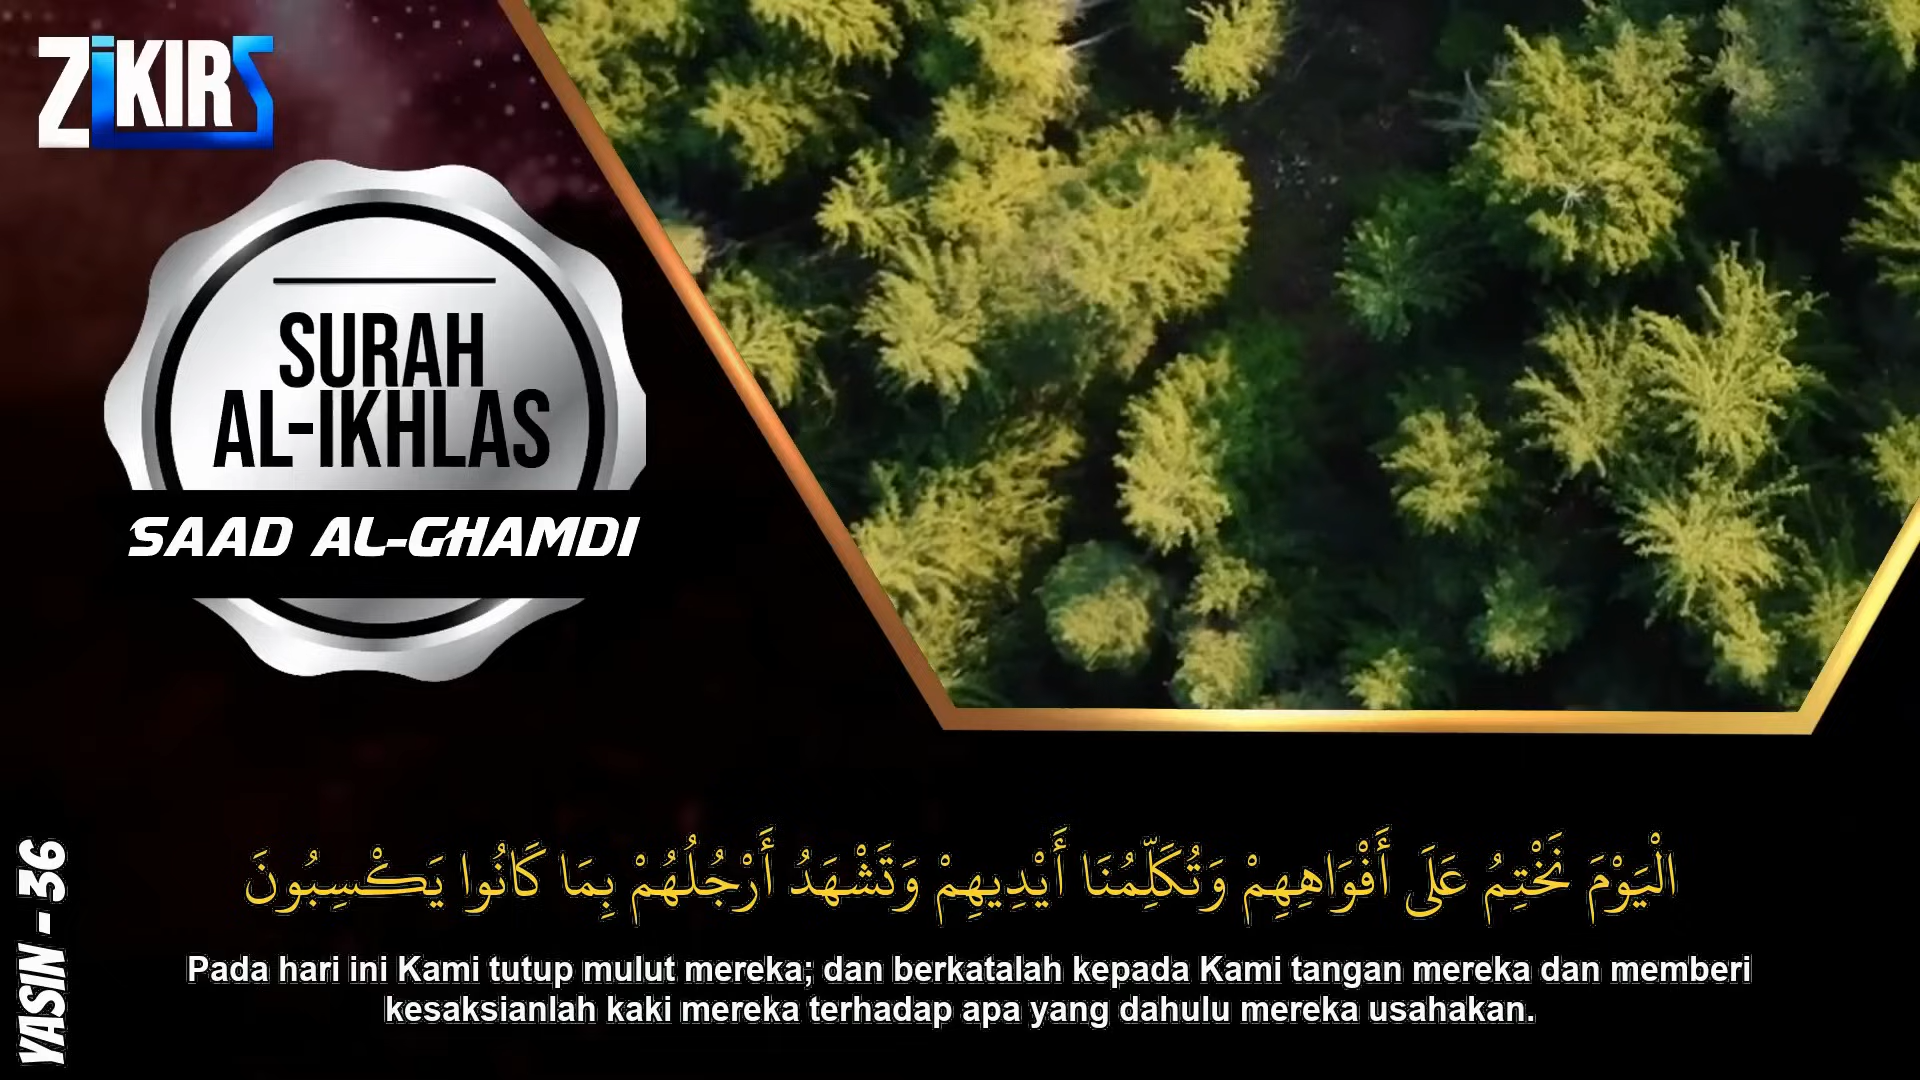 ZiKIRS
SURAH
AL-IKHLAS
SAAD AL-GHAMDI
الْيَوْمَ نَخْتِمُ عَلَى أَفْوَاهِهِمْ وَتُكَلِّمُنَا أَيْدِيهِمْ وَتَشْهَدُ أَرْجُلُهُمْ بِمَا كَانُوا يَكْسِبُونَ
Pada hari ini Kami tutup mulut mereka; dan berkatalah kepada Kami tangan mereka dan memberi
kesaksianlah kaki mereka terhadap apa yang dahulu mereka usahakan.
YASIN - 36